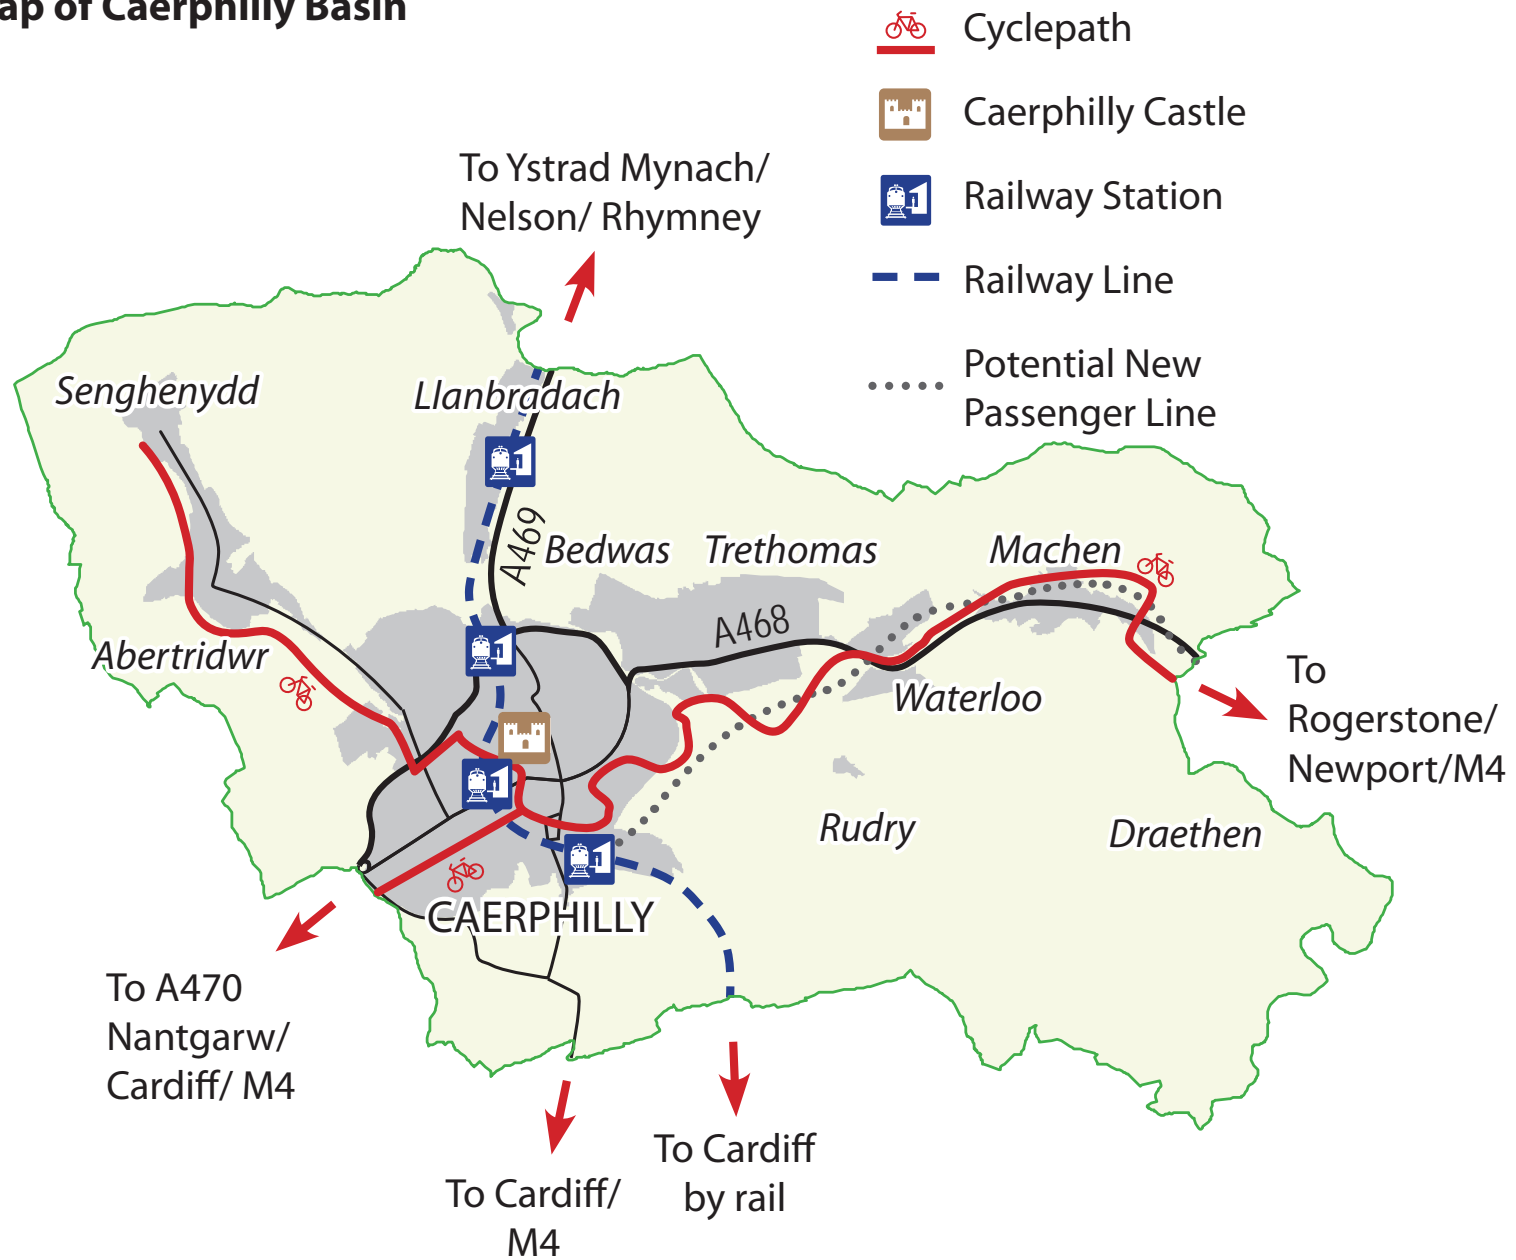 ap of Caerphilly Basin
Cyclepath
Caerphilly Castle
Railway Station
Railway Line
Potential New
Passenger Line
To Ystrad Mynach/
Nelson/ Rhymney
Senghenydd
Llanbradach
A469
Bedwas
Trethomas
Machen
A468
Abertridwr
Waterloo
To
Rogerstone/
Newport/M4
Rudry
Draethen
CAERPHILLY
To A470
Nantgarw/
Cardiff/ M4
To Cardiff
by rail
To Cardiff/
M4